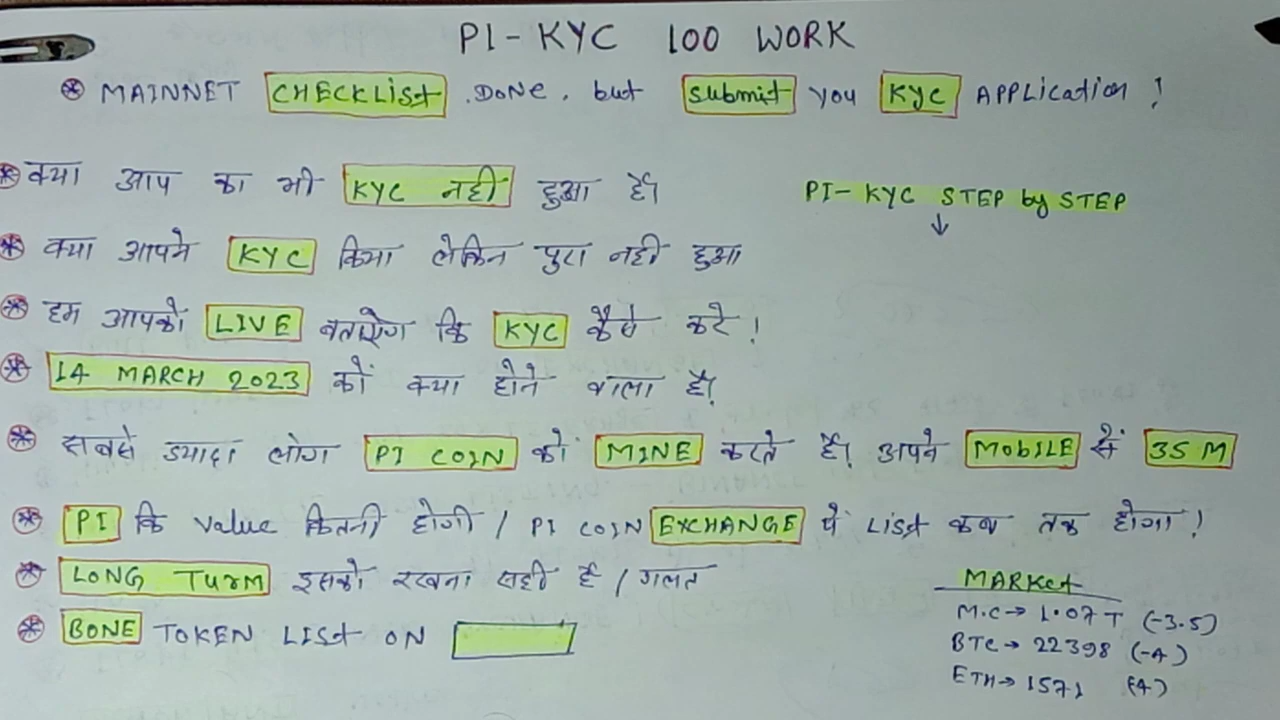 PI-KYC 100 WORK
MAINNET CHECKLISt .DONE. but submit you KYC APPLication !
क्या आप का भी KYC नही हुआ है।
PI- KYC STEP by STEP
क्या आपने KYC किया लेकिन पुरा नही हुआ
हम आपको LIVE बताऐग कि KYC कैसे करे !
14 MARCH 2023 को क्या होने वाला है।
सबसे ज्यादा लोग PI COIN को MINE करते है। अपने MObILE से 35 M
PI कि value कितनी होगी / PI COIN EXCHANGE पे LISt कब तक होगा !
LONG TURM इसको रखना सही है / गलत
BONE TOKEN LISt ON
MARKEt
M.C→ 1.07 T (-3.5)
BTC→ 22398 (-4)
ETH→ 1571 (4)